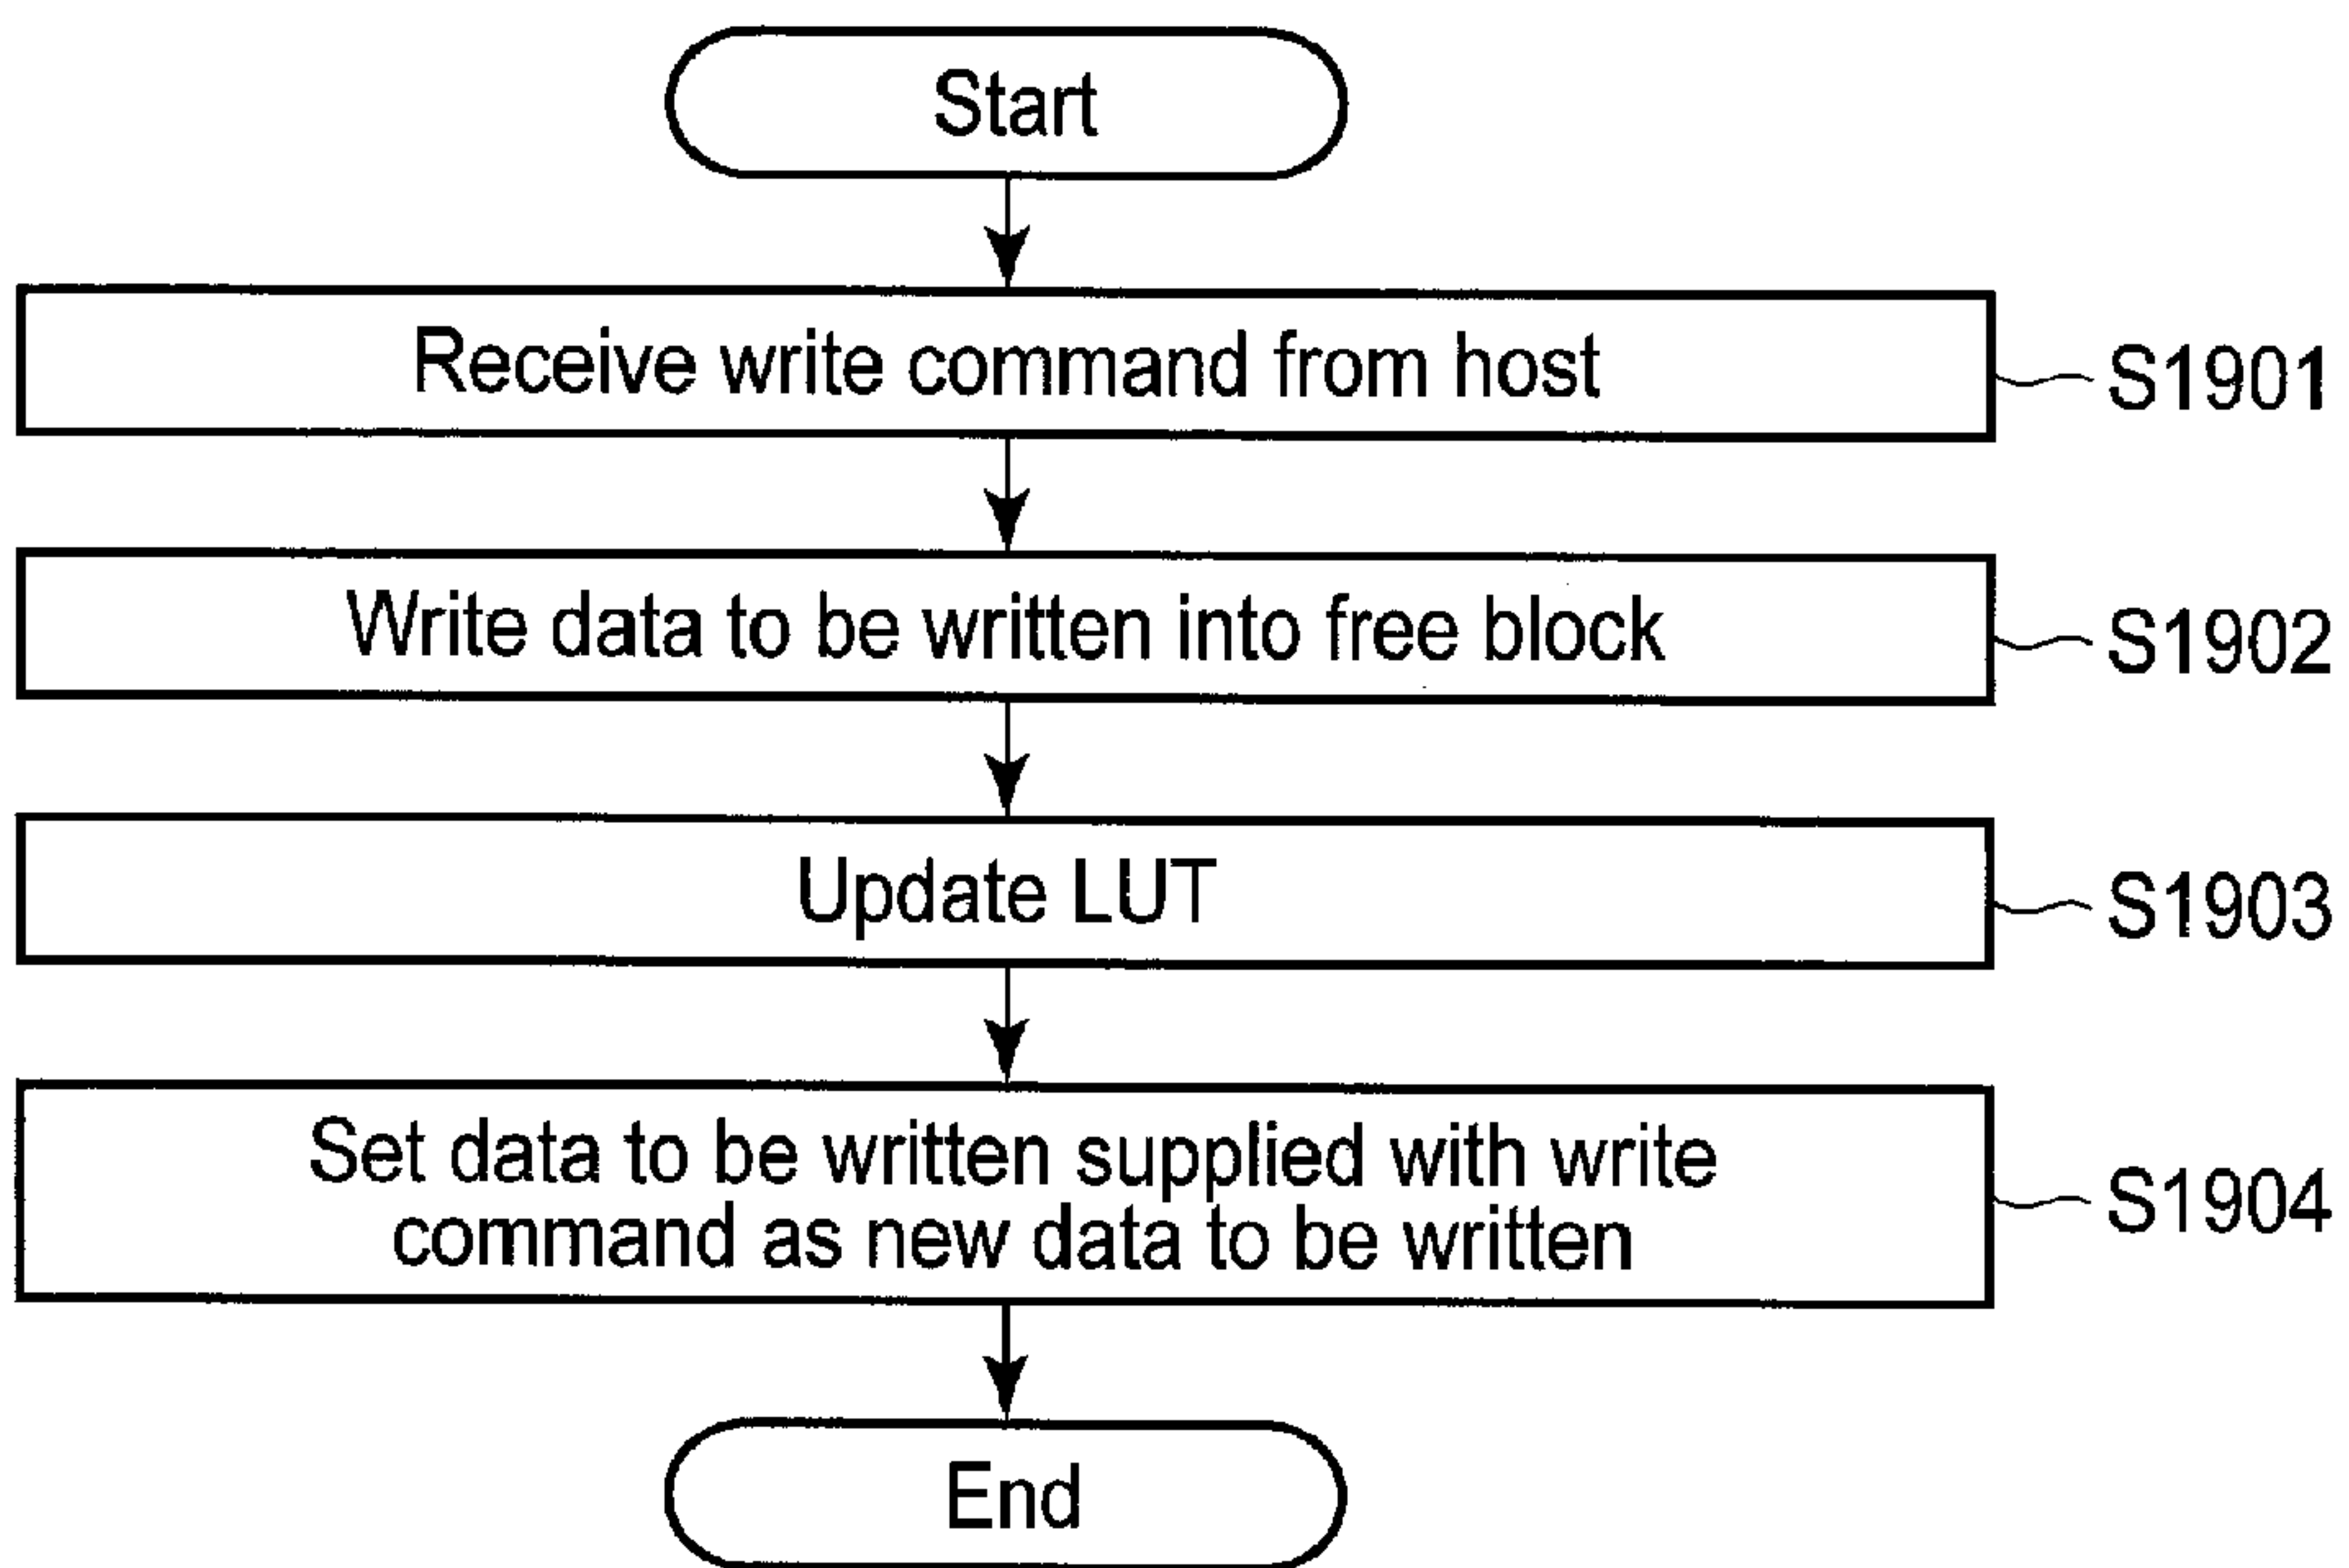 Start
Receive write command from host
S1901
Write data to be written into free block
S1902
Update LUT
S1903
Set data to be written supplied with write
command as new data to be written
S1904
End